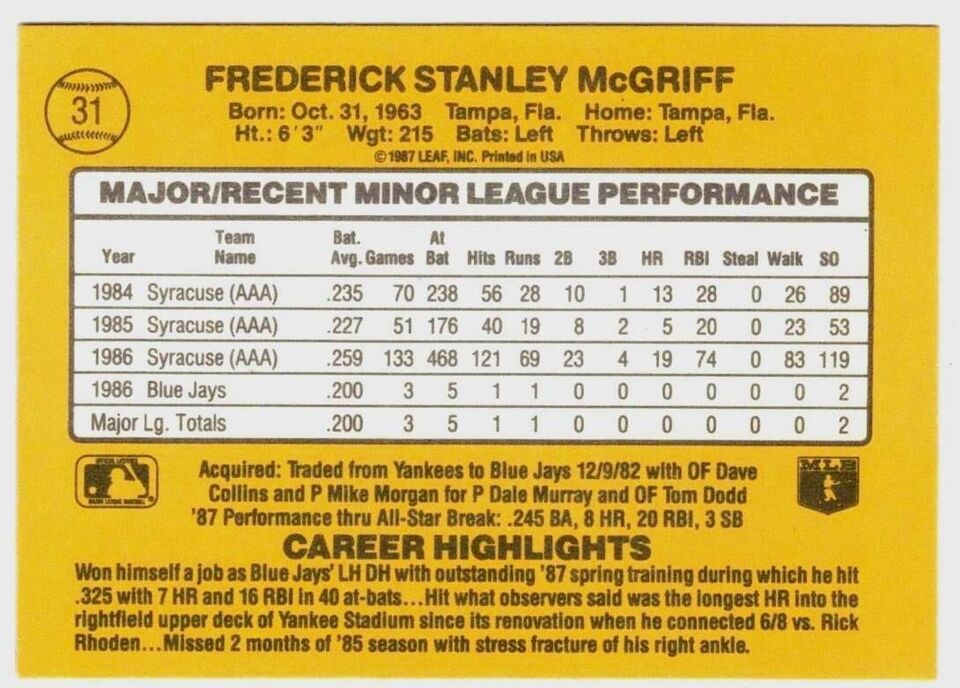 31
FREDERICK STANLEY McGRIFF
Born: Oct. 31, 1963 Tampa, Fla. Home: Tampa, Fla.
Ht.: 6'3" Wgt: 215 Bats: Left Throws: Left
©1987 LEAF, INC. Printed in USA
MAJOR/RECENT MINOR LEAGUE PERFORMANCE
Year Team Name Bat. Avg. Games At Bat Hits Runs 2B 3B HR RBI Steal Walk SO
1984 Syracuse (AAA) .235 70 238 56 28 10 1 13 28 0 26 89
1985 Syracuse (AAA) .227 51 176 40 19 8 2 5 20 0 23 53
1986 Syracuse (AAA) .259 133 468 121 69 23 4 19 74 0 83 119
1986 Blue Jays .200 3 5 1 1 0 0 0 0 0 0 2
Major Lg. Totals .200 3 5 1 1 0 0 0 0 0 0 2
Acquired: Traded from Yankees to Blue Jays 12/9/82 with OF Dave
Collins and P Mike Morgan for P Dale Murray and OF Tom Dodd
'87 Performance thru All-Star Break: .245 BA, 8 HR, 20 RBI, 3 SB
MLB
CAREER HIGHLIGHTS
Won himself a job as Blue Jays' LH DH with outstanding '87 spring training during which he hit
.325 with 7 HR and 16 RBI in 40 at-bats...Hit what observers said was the longest HR into the
rightfield upper deck of Yankee Stadium since its renovation when he connected 6/8 vs. Rick
Rhoden...Missed 2 months of '85 season with stress fracture of his right ankle.